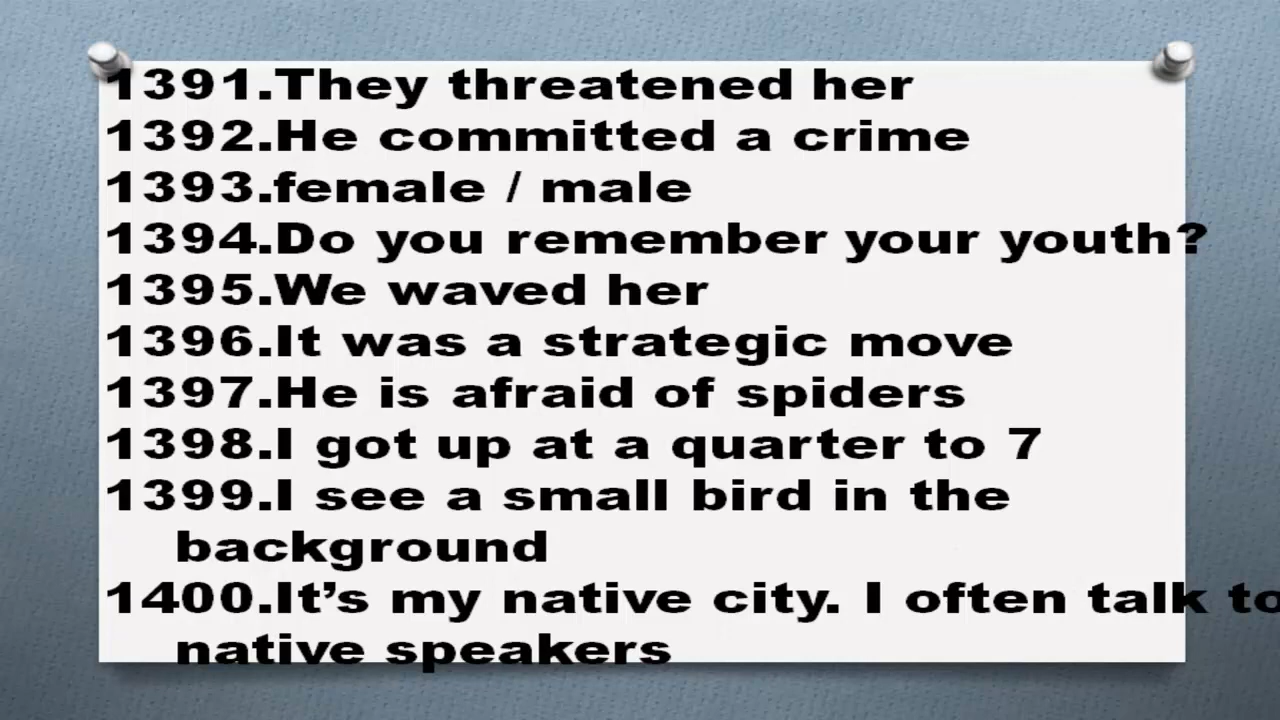 1391.They threatened her
1392.He committed a crime
1393.female / male
1394.Do you remember your youth?
1395.We waved her
1396.It was a strategic move
1397.He is afraid of spiders
1398.I got up at a quarter to 7
1399.I see a small bird in the
background
1400.It’s my native city. I often talk to
native speakers